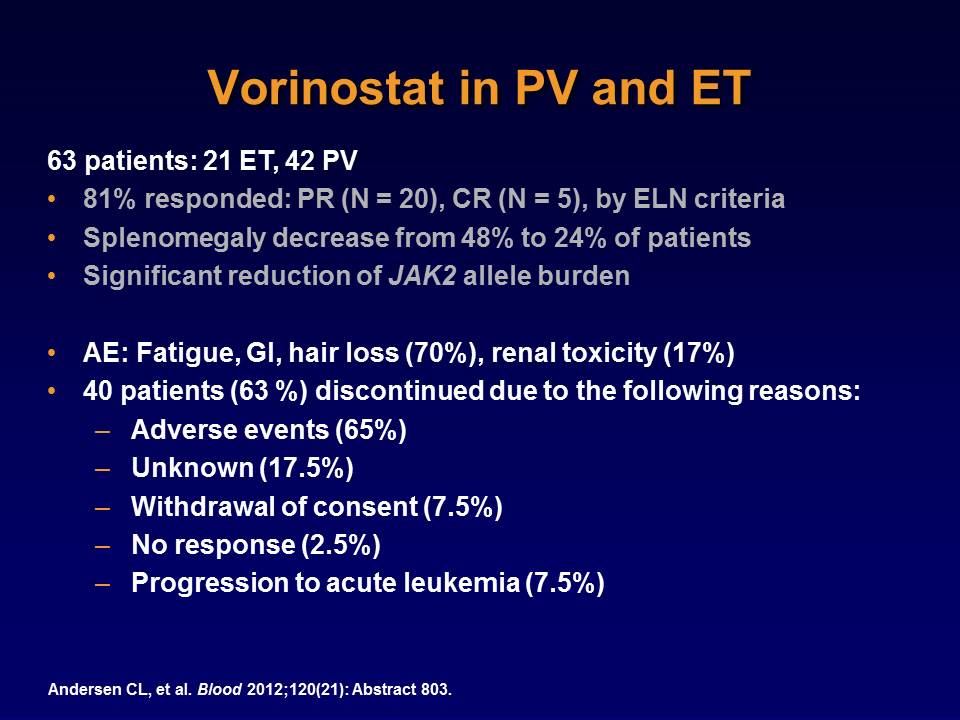 Vorinostat in PV and ET
63 patients: 21 ET, 42 PV
• 81% responded: PR (N = 20), CR (N = 5), by ELN criteria
• Splenomegaly decrease from 48% to 24% of patients
• Significant reduction of JAK2 allele burden
• AE: Fatigue, GI, hair loss (70%), renal toxicity (17%)
• 40 patients (63 %) discontinued due to the following reasons:
– Adverse events (65%)
– Unknown (17.5%)
– Withdrawal of consent (7.5%)
– No response (2.5%)
– Progression to acute leukemia (7.5%)
Andersen CL, et al. Blood 2012;120(21): Abstract 803.